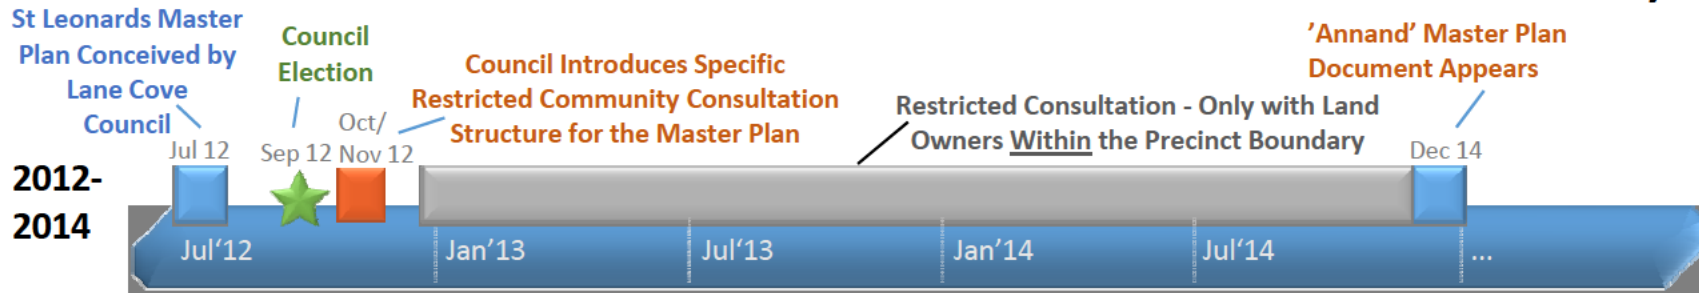 St Leonards Master
Plan Conceived by
Lane Cove
Council
Jul 12
Council
Election
Sep 12
Oct/
Nov 12
Council Introduces Specific
Restricted Community Consultation
Structure for the Master Plan
Restricted Consultation - Only with Land
Owners Within the Precinct Boundary
’Annand’ Master Plan
Document Appears
Dec 14
2012-
2014
Jul‘12
Jan’13
Jul‘13
Jan’14
Jul‘14
...